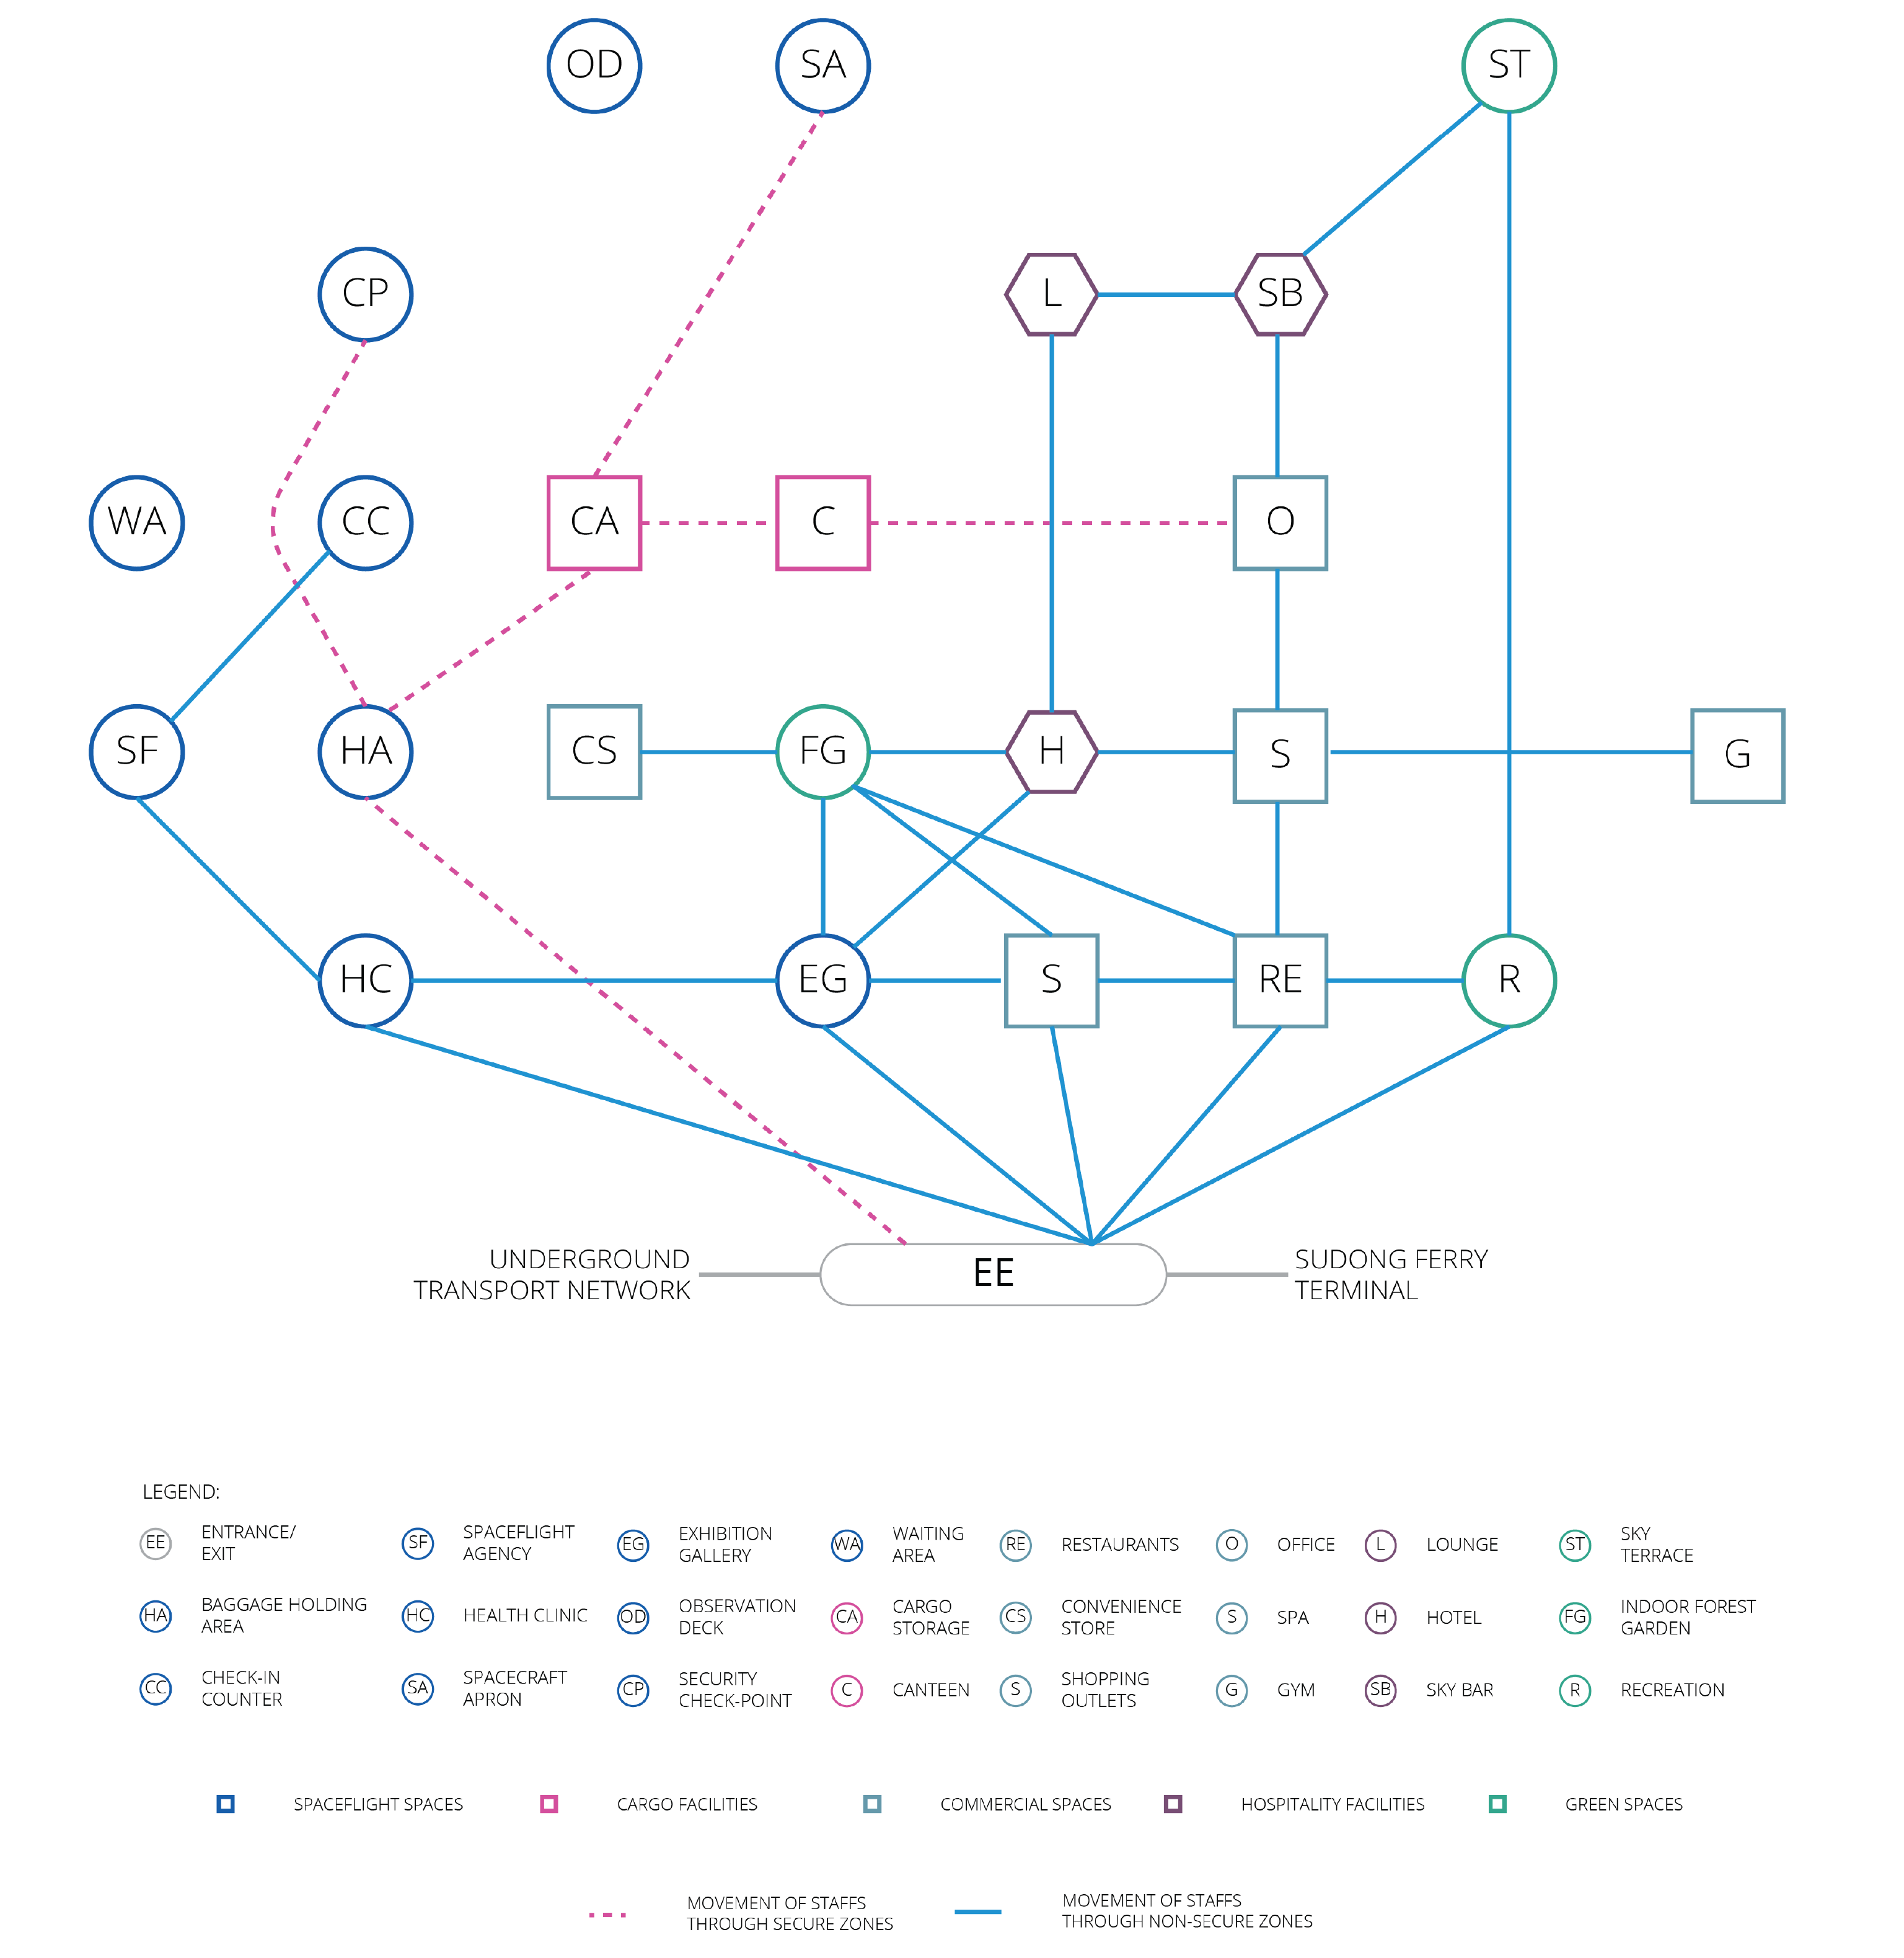 OD SA ST
CP L SB
WA CC CA C O
SF HA CS FG H S G
HC EG S RE R
UNDERGROUND
TRANSPORT NETWORK
EE
SUDONG FERRY
TERMINAL
LEGEND:
EE ENTRANCE/
EXIT
SF SPACEFLIGHT
AGENCY
EG EXHIBITION
GALLERY
WA WAITING
AREA
RE RESTAURANTS
O OFFICE
L LOUNGE
ST SKY
TERRACE
HA BAGGAGE HOLDING
AREA
HC HEALTH CLINIC
OD OBSERVATION
DECK
CA CARGO
STORAGE
CS CONVENIENCE
STORE
S SPA
H HOTEL
FG INDOOR FOREST
GARDEN
CC CHECK-IN
COUNTER
SA SPACECRAFT
APRON
CP SECURITY
CHECK-POINT
C CANTEEN
S SHOPPING
OUTLETS
G GYM
SB SKY BAR
R RECREATION
SPACEFLIGHT SPACES
CARGO FACILITIES
COMMERCIAL SPACES
HOSPITALITY FACILITIES
GREEN SPACES
MOVEMENT OF STAFFS
THROUGH SECURE ZONES
MOVEMENT OF STAFFS
THROUGH NON-SECURE ZONES